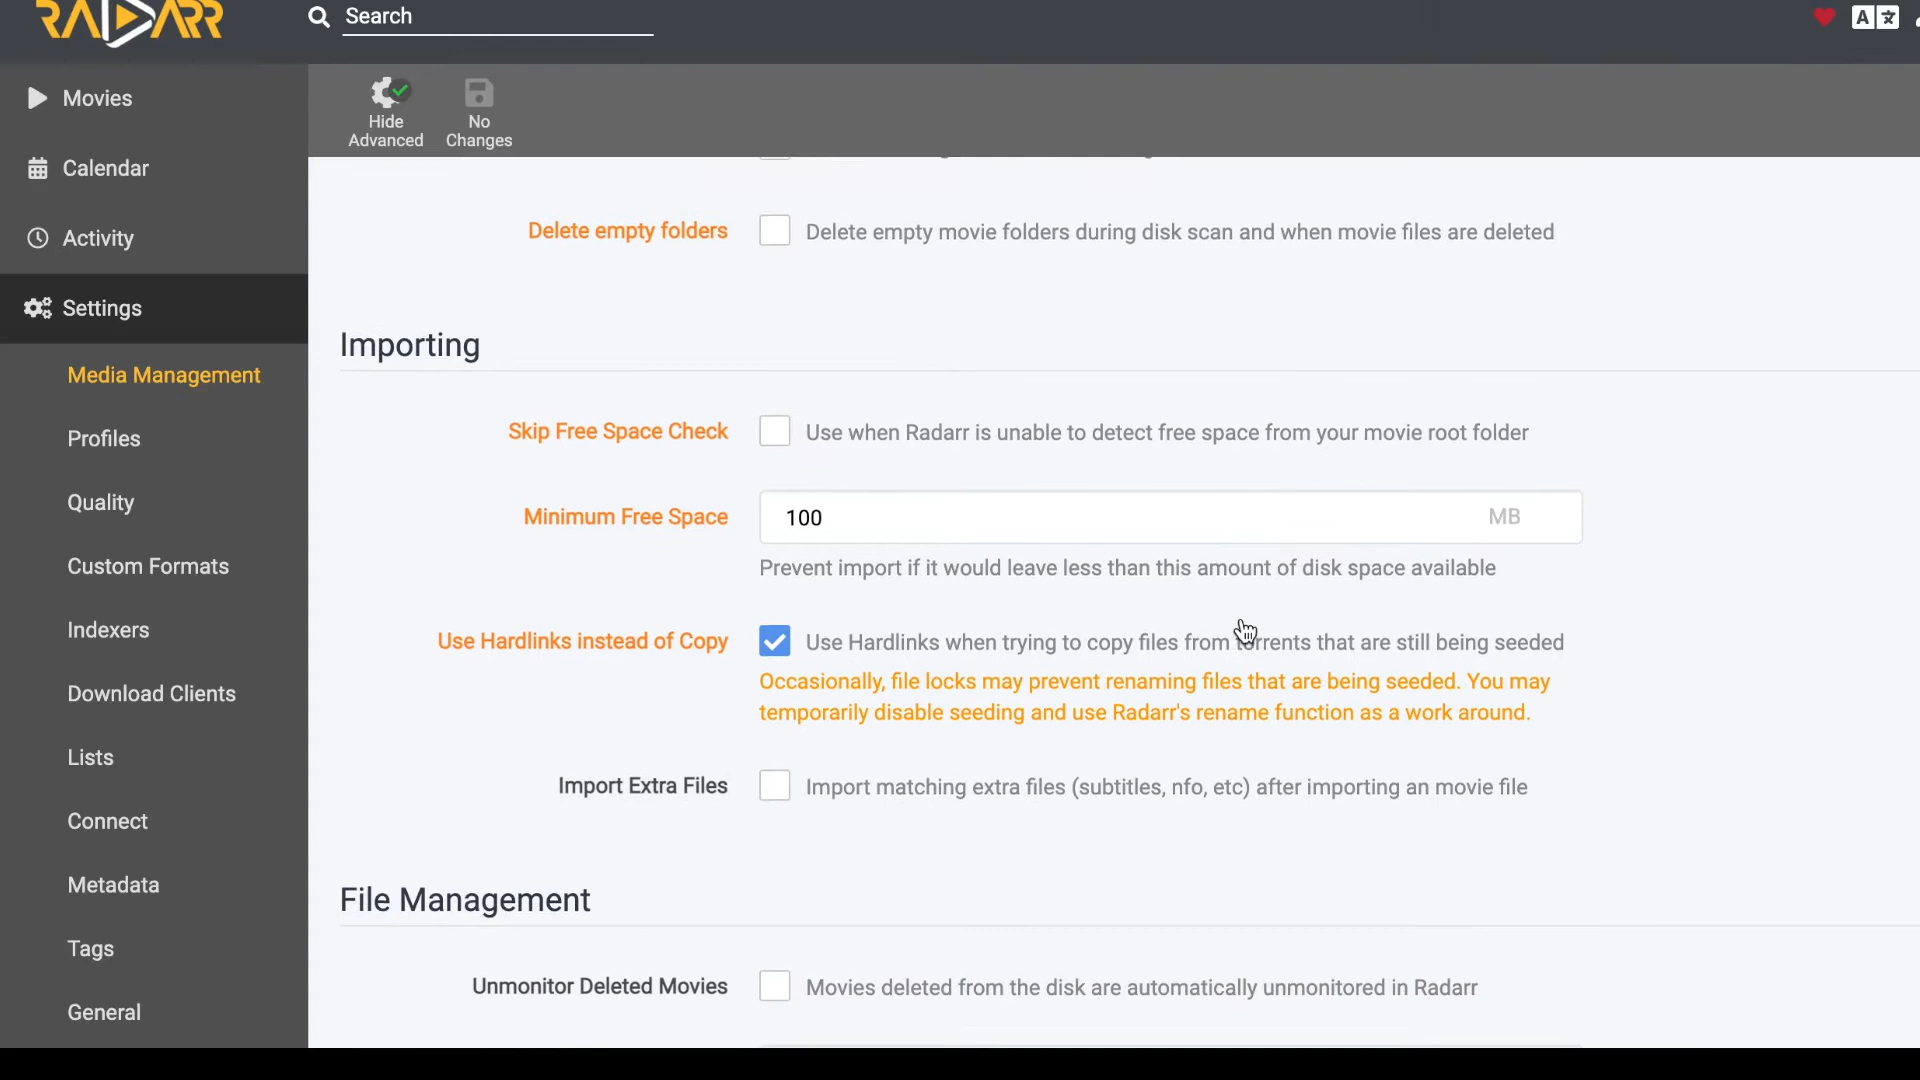 RADARR
Search
A
Movies
Calendar
Activity
Settings
Media Management
Profiles
Quality
Custom Formats
Indexers
Download Clients
Lists
Connect
Metadata
Tags
General
Hide
Advanced
No
Changes
Delete empty folders
Delete empty movie folders during disk scan and when movie files are deleted
Importing
Skip Free Space Check
Use when Radarr is unable to detect free space from your movie root folder
Minimum Free Space
100 MB
Prevent import if it would leave less than this amount of disk space available
Use Hardlinks instead of Copy
Use Hardlinks when trying to copy files from torrents that are still being seeded
Occasionally, file locks may prevent renaming files that are being seeded. You may
temporarily disable seeding and use Radarr's rename function as a work around.
Import Extra Files
Import matching extra files (subtitles, nfo, etc) after importing an movie file
File Management
Unmonitor Deleted Movies
Movies deleted from the disk are automatically unmonitored in Radarr